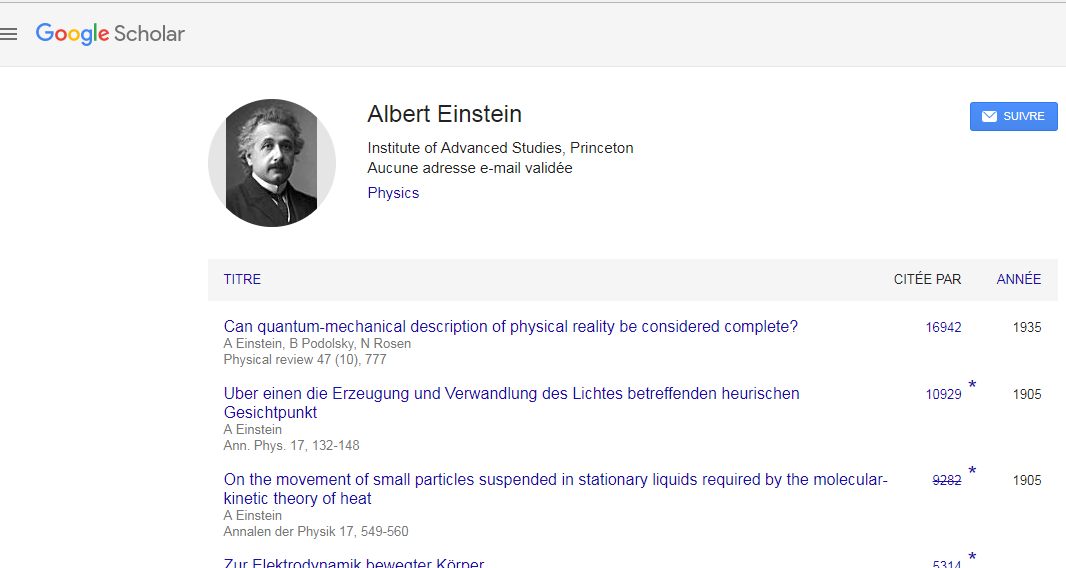 Google Scholar
Albert Einstein
SUIVRE
Institute of Advanced Studies, Princeton
Aucune adresse e-mail validée
Physics
TITRE CITÉE PAR ANNÉE
Can quantum-mechanical description of physical reality be considered complete? 16942 1935
A Einstein, B Podolsky, N Rosen
Physical review 47 (10), 777
Uber einen die Erzeugung und Verwandlung des Lichtes betreffenden heurischen 10929 * 1905
Gesichtpunkt
A Einstein
Ann. Phys. 17, 132-148
On the movement of small particles suspended in stationary liquids required by the molecular- 9282 * 1905
kinetic theory of heat
A Einstein
Annalen der Physik 17, 549-560
Zur Elektrodynamik bewegter Körper 5314 *